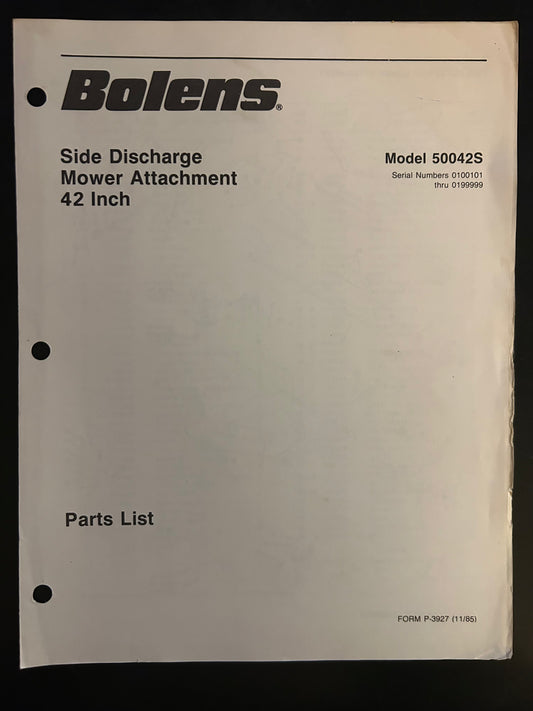 Bolens®
Side Discharge
Mower Attachment
42 Inch
Model 50042S
Serial Numbers 0100101
thru 0199999
Parts List
FORM P-3927 (11/85)